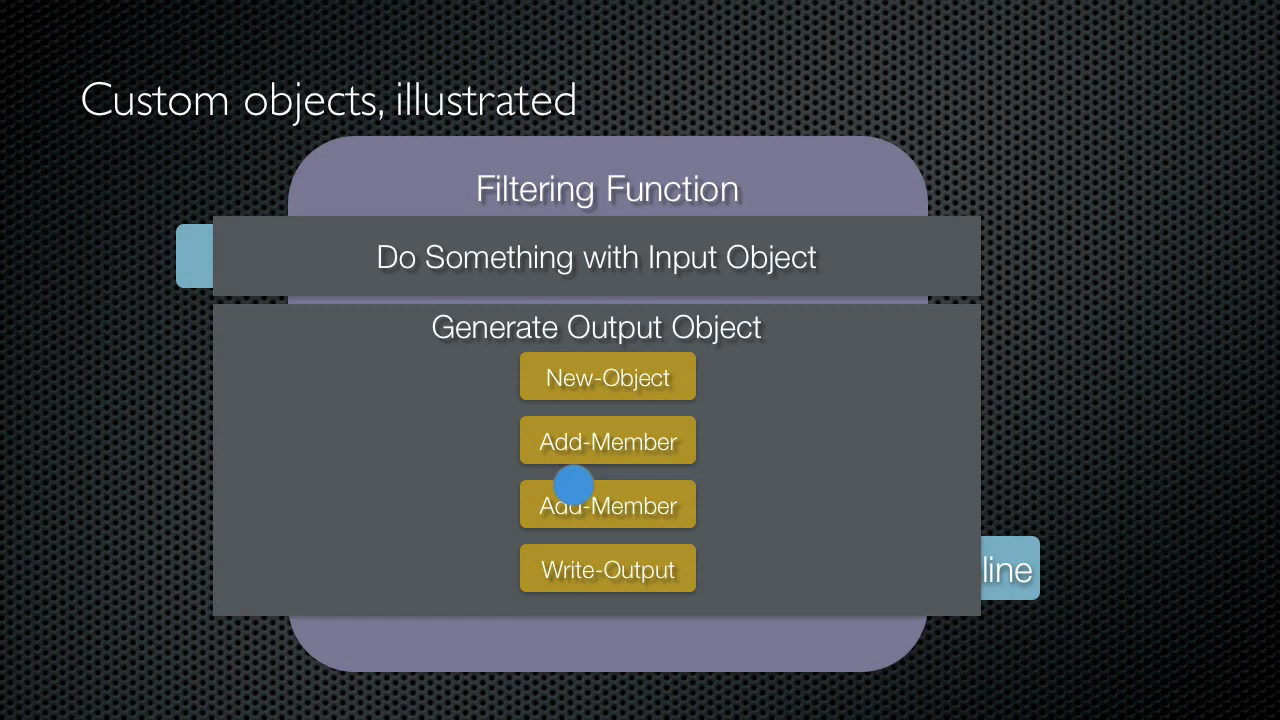 Custom objects, illustrated
Filtering Function
Do Something with Input Object
Generate Output Object
New-Object
Add-Member
Add-Member
Write-Output
line